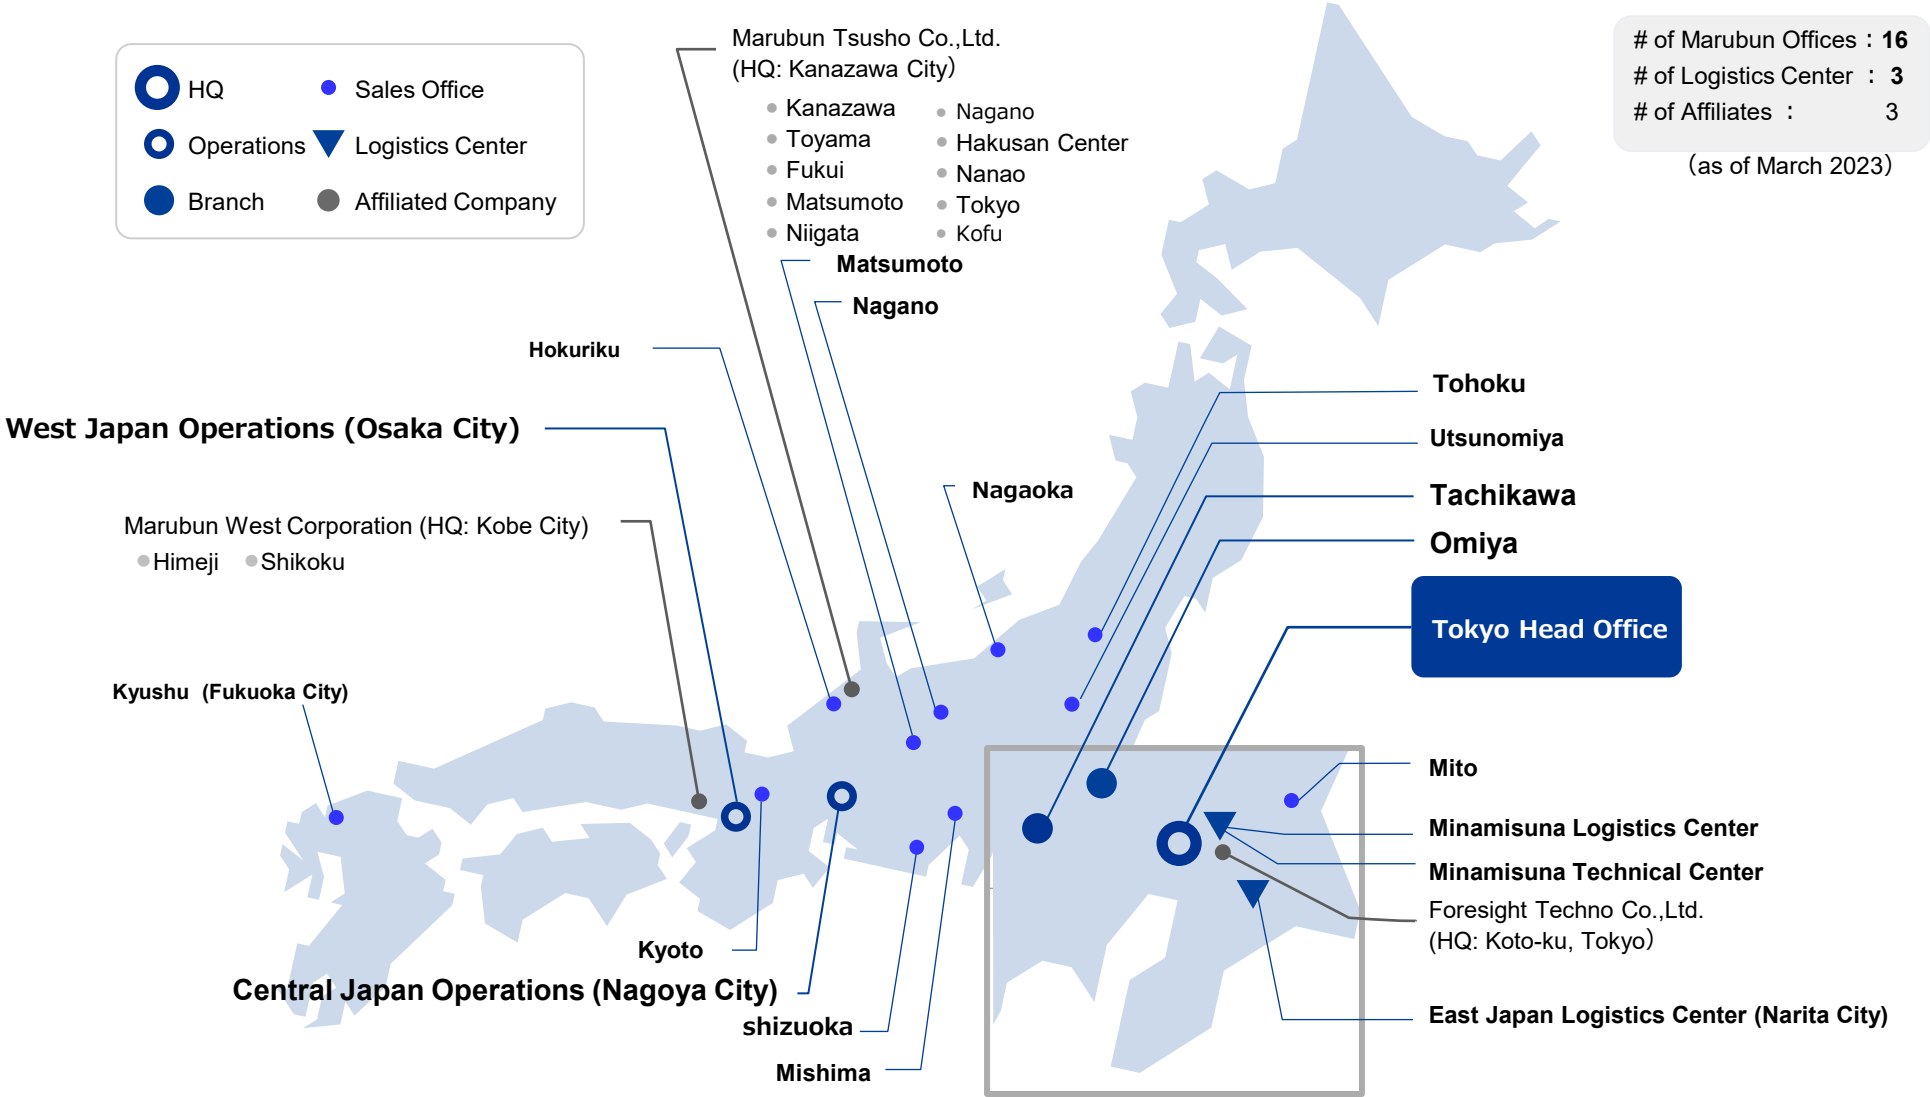 HQ
Sales Office
Operations
Logistics Center
Branch
Affiliated Company
Marubun Tsusho Co.,Ltd.
(HQ: Kanazawa City）
Kanazawa
Toyama
Fukui
Matsumoto
Niigata
Nagano
Hakusan Center
Nanao
Tokyo
Kofu
# of Marubun Offices：16
# of Logistics Center ： 3
# of Affiliates ： 3
（as of March 2023）
Matsumoto
Nagano
Hokuriku
West Japan Operations (Osaka City)
Marubun West Corporation (HQ: Kobe City)
Himeji
Shikoku
Kyushu (Fukuoka City)
Nagaoka
Tohoku
Utsunomiya
Tachikawa
Omiya
Tokyo Head Office
Mito
Minamisuna Logistics Center
Minamisuna Technical Center
Foresight Techno Co.,Ltd.
(HQ: Koto-ku, Tokyo）
East Japan Logistics Center (Narita City)
Kyoto
Central Japan Operations (Nagoya City)
shizuoka
Mishima